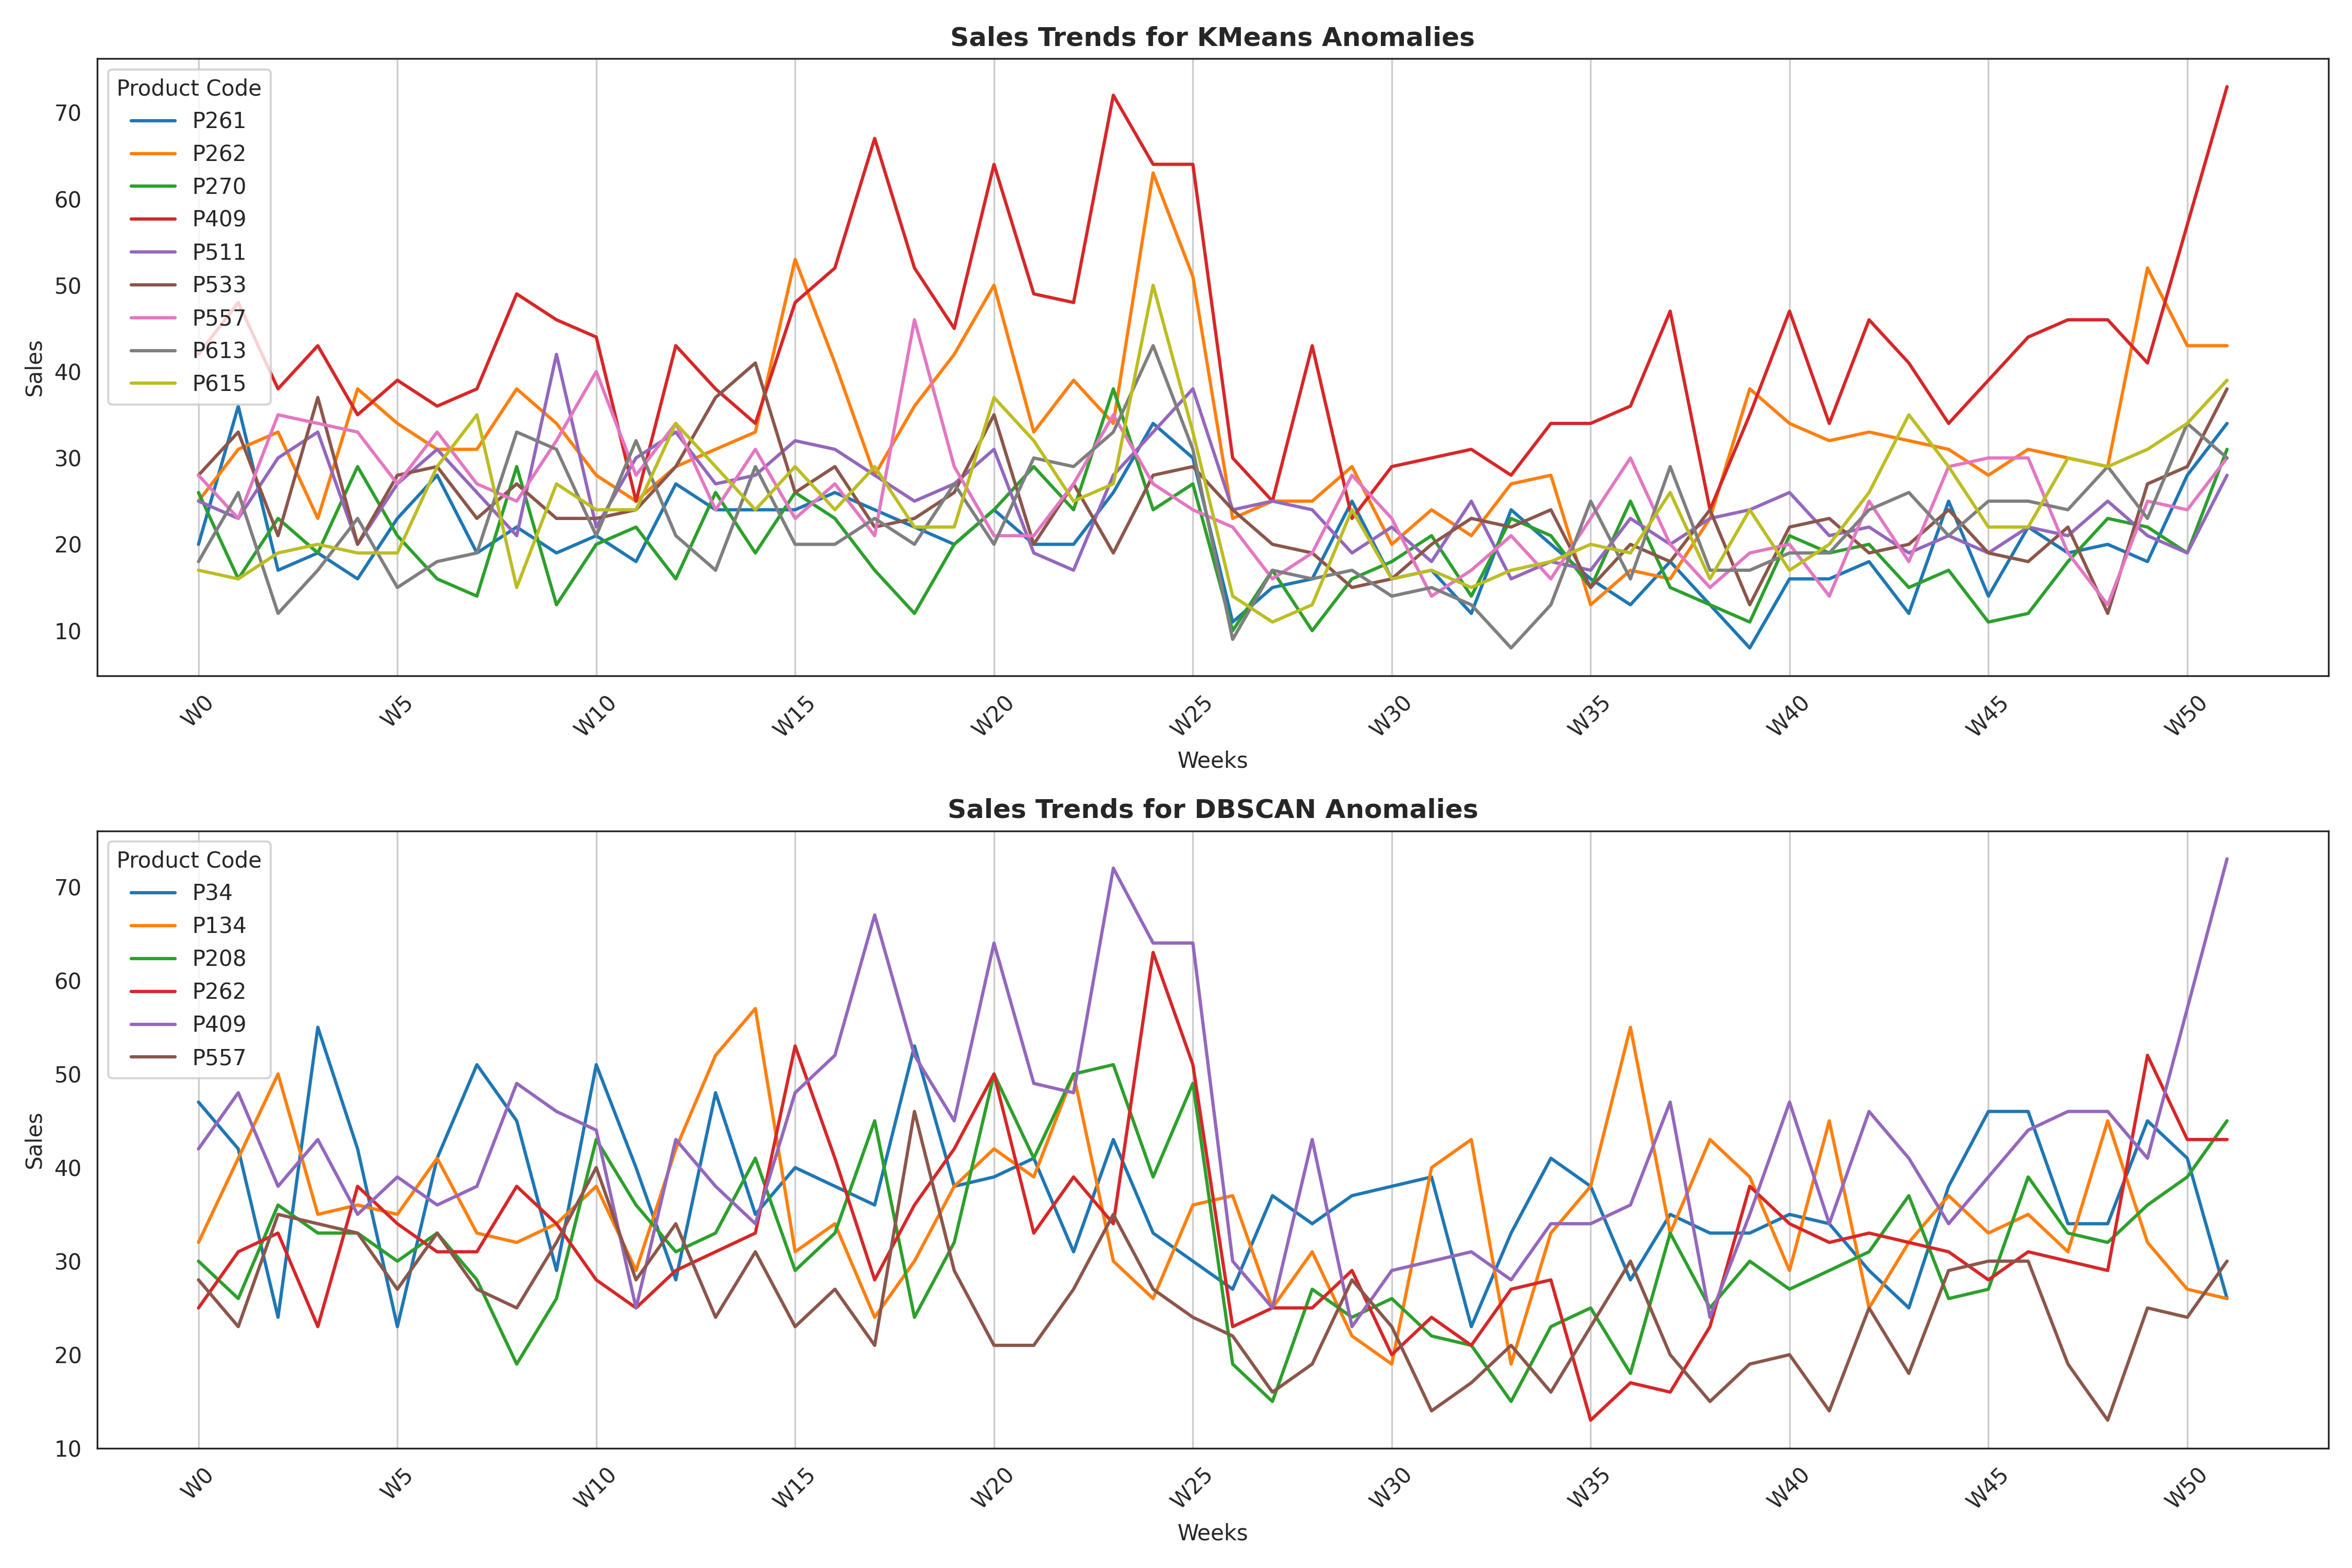 Sales Trends for KMeans Anomalies
Product Code
P261
P262
P270
P409
P511
P533
P557
P613
P615
Sales
70
60
50
40
30
20
10
W0 W5 W10 W15 W20 W25 W30 W35 W40 W45 W50
Weeks
Sales Trends for DBSCAN Anomalies
Product Code
P34
P134
P208
P262
P409
P557
Sales
70
60
50
40
30
20
10
W0 W5 W10 W15 W20 W25 W30 W35 W40 W45 W50
Weeks